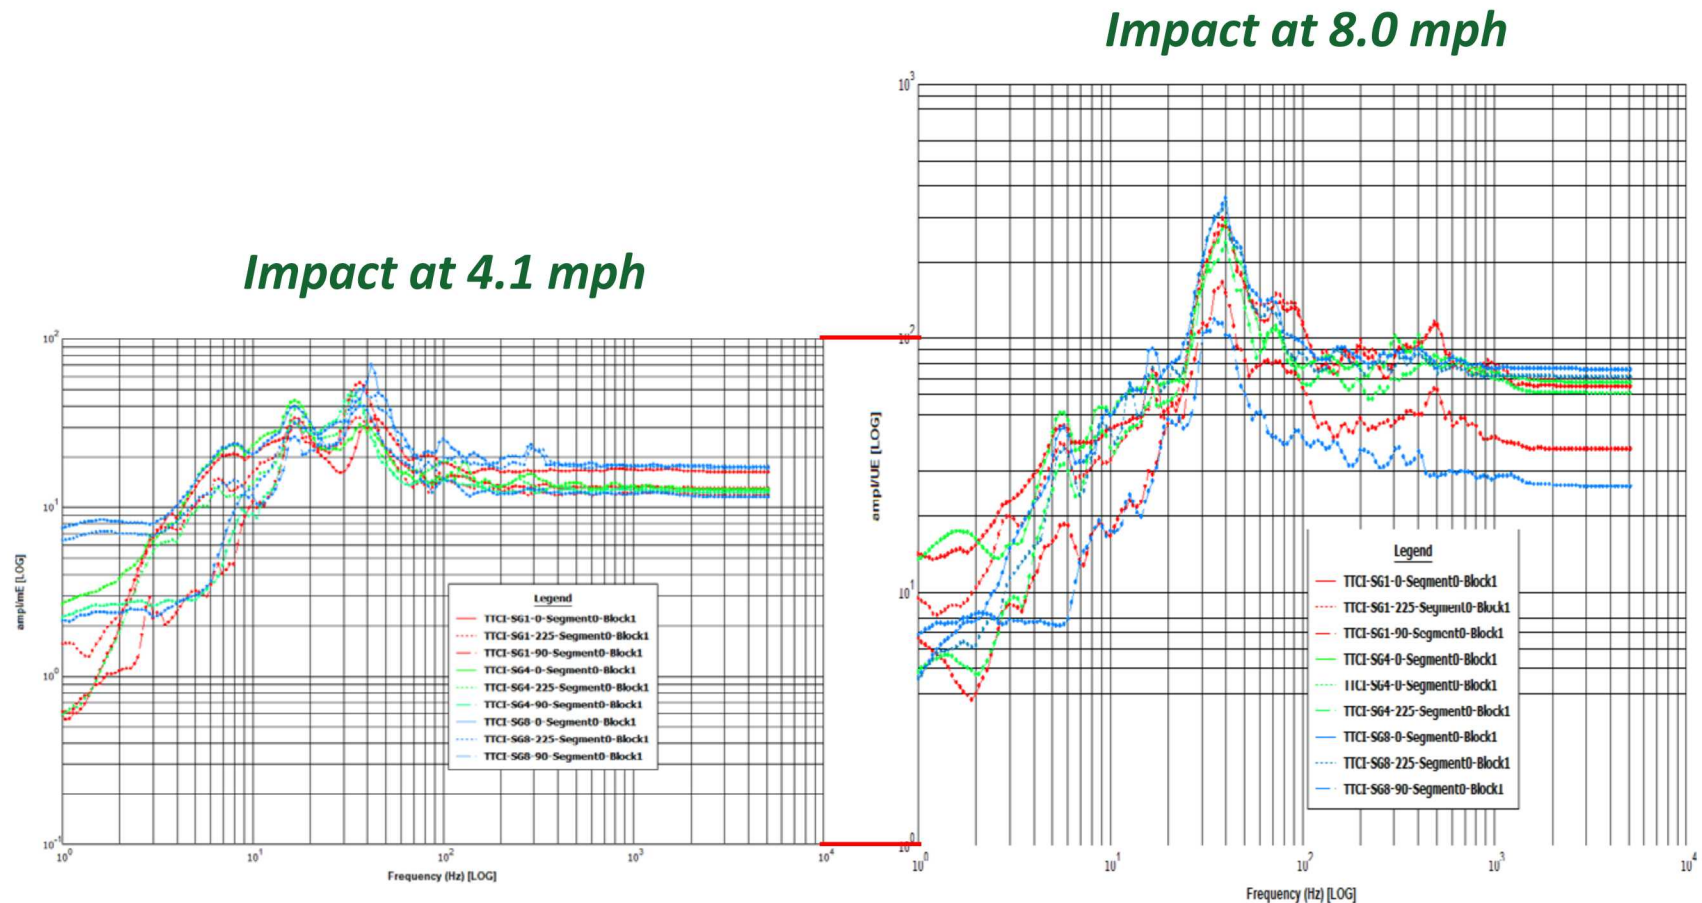 Impact at 8.0 mph
Impact at 4.1 mph
10²
10¹
10⁰
10⁻¹
ampl/mE [LOG]
10⁰
10¹
10²
10³
10⁴
Frequency (Hz) [LOG]
Legend
TTCI-SG1-0-Segment0-Block1
TTCI-SG1-225-Segment0-Block1
TTCI-SG1-90-Segment0-Block1
TTCI-SG4-0-Segment0-Block1
TTCI-SG4-225-Segment0-Block1
TTCI-SG4-90-Segment0-Block1
TTCI-SG8-0-Segment0-Block1
TTCI-SG8-225-Segment0-Block1
TTCI-SG8-90-Segment0-Block1
10³
10²
10¹
10⁰
ampl/UE [LOG]
10⁰
10¹
10²
10³
10⁴
Frequency (Hz) [LOG]
Legend
TTCI-SG1-0-Segment0-Block1
TTCI-SG1-225-Segment0-Block1
TTCI-SG1-90-Segment0-Block1
TTCI-SG4-0-Segment0-Block1
TTCI-SG4-0-Segment0-Block1
TTCI-SG4-225-Segment0-Block1
TTCI-SG8-0-Segment0-Block1
TTCI-SG8-225-Segment0-Block1
TTCI-SG8-90-Segment0-Block1